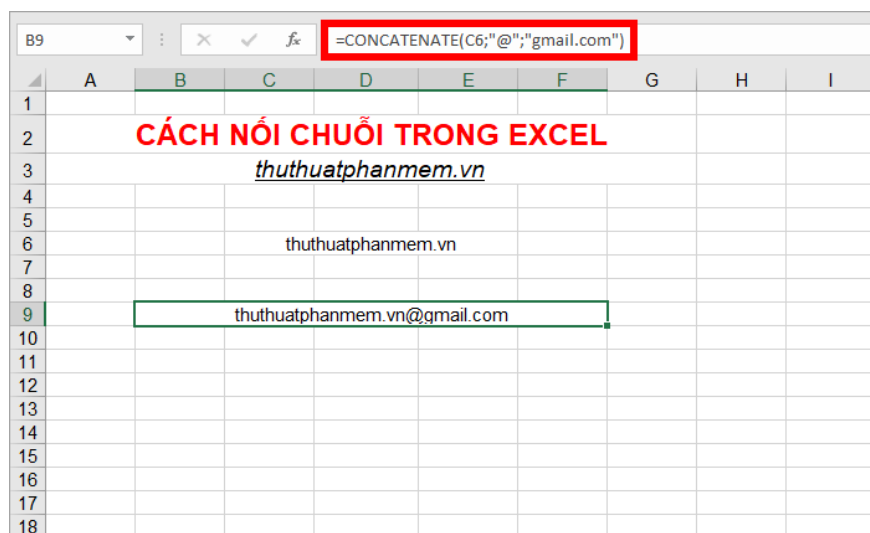 B9 fx =CONCATENATE(C6;"@";"gmail.com")
A B C D E F G H I
1
2 CÁCH NỐI CHUỖI TRONG EXCEL
3 thuthuatphanmem.vn
4
5
6 thuthuatphanmem.vn
7
8
9 thuthuatphanmem.vn@gmail.com
10
11
12
13
14
15
16
17
18